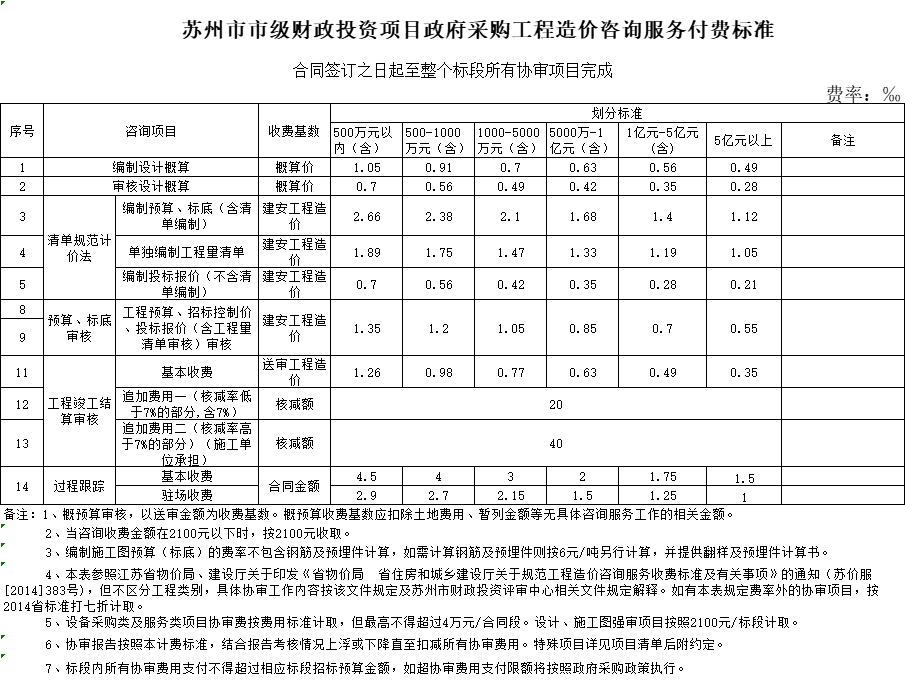 苏州市市级财政投资项目政府采购工程造价咨询服务付费标准
合同签订之日起至整个标段所有协审项目完成
费率：‰
序号 咨询项目 收费基数 划分标准
500万元以内（含） 500-1000万元（含） 1000-5000万元（含） 5000万-1亿元（含） 1亿元-5亿元（含） 5亿元以上 备注
1 编制设计概算 概算价 1.05 0.91 0.7 0.63 0.56 0.49
2 审核设计概算 概算价 0.7 0.56 0.49 0.42 0.35 0.28
清单规范计价法
3 编制预算、标底（含清单编制） 建安工程造价 2.66 2.38 2.1 1.68 1.4 1.12
4 单独编制工程量清单 建安工程造价 1.89 1.75 1.47 1.33 1.19 1.05
5 编制投标报价（不含清单编制） 建安工程造价 0.7 0.56 0.42 0.35 0.28 0.21
8
9
预算、标底审核 工程预算、招标控制价、投标报价（含工程量清单审核）审核 建安工程造价 1.35 1.2 1.05 0.85 0.7 0.55
工程竣工结算审核
11 基本收费 送审工程造价 1.26 0.98 0.77 0.63 0.49 0.35
12 追加费用一（核减率低于7%的部分,含7%） 核减额 20
13 追加费用二（核减率高于7%的部分）（施工单位承担） 核减额 40
14 过程跟踪 基本收费 合同金额 4.5 4 3 2 1.75 1.5
驻场收费 2.9 2.7 2.15 1.5 1.25 1
备注：1、概预算审核，以送审金额为收费基数。概预算收费基数应扣除土地费用、暂列金额等无具体咨询服务工作的相关金额。
2、当咨询收费金额在2100元以下时，按2100元收取。
3、编制施工图预算（标底）的费率不包含钢筋及预埋件计算，如需计算钢筋及预埋件则按6元/吨另行计算，并提供翻样及预埋件计算书。
4、本表参照江苏省物价局、建设厅关于印发《省物价局　省住房和城乡建设厅关于规范工程造价咨询服务收费标准及有关事项》的通知（苏价服
[2014]383号），但不区分工程类别，具体协审工作内容按该文件规定及苏州市财政投资评审中心相关文件规定解释。如有本表规定费率外的协审项目，按
2014省标准打七折计取。
5、设备采购类及服务类项目协审费按费用标准计取，但最高不得超过4万元/合同段。设计、施工图强审项目按照2100元/标段计取。
6、协审报告按照本计费标准，结合报告考核情况上浮或下降直至扣减所有协审费用。特殊项目详见项目清单后附约定。
7、标段内所有协审费用支付不得超过相应标段招标预算金额，如超协审费用支付限额将按照政府采购政策执行。